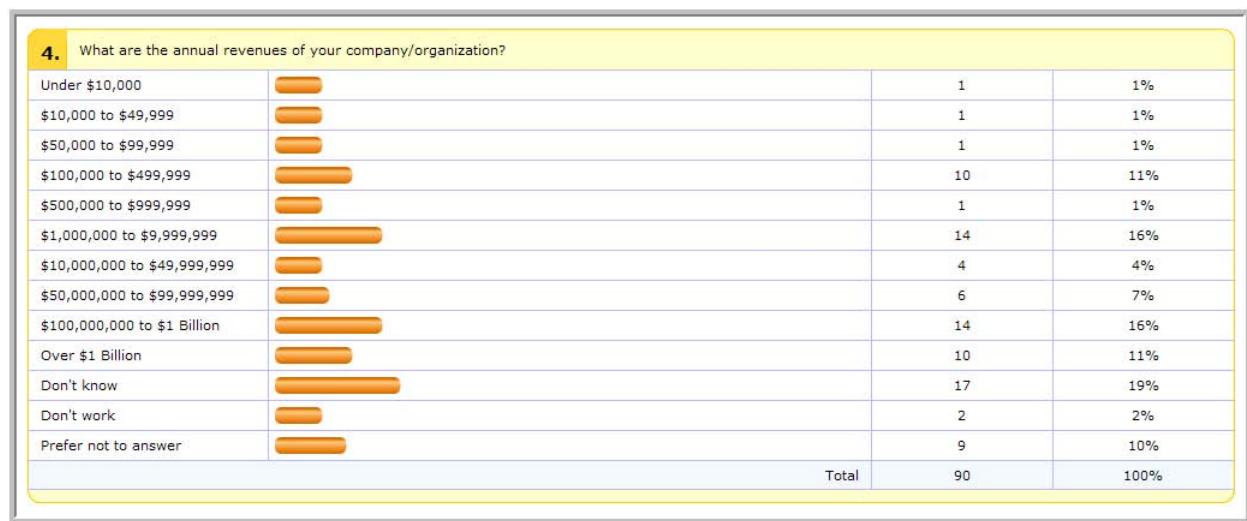 4. What are the annual revenues of your company/organization?
Under $10,000 1 1%
$10,000 to $49,999 1 1%
$50,000 to $99,999 1 1%
$100,000 to $499,999 10 11%
$500,000 to $999,999 1 1%
$1,000,000 to $9,999,999 14 16%
$10,000,000 to $49,999,999 4 4%
$50,000,000 to $99,999,999 6 7%
$100,000,000 to $1 Billion 14 16%
Over $1 Billion 10 11%
Don't know 17 19%
Don't work 2 2%
Prefer not to answer 9 10%
Total 90 100%